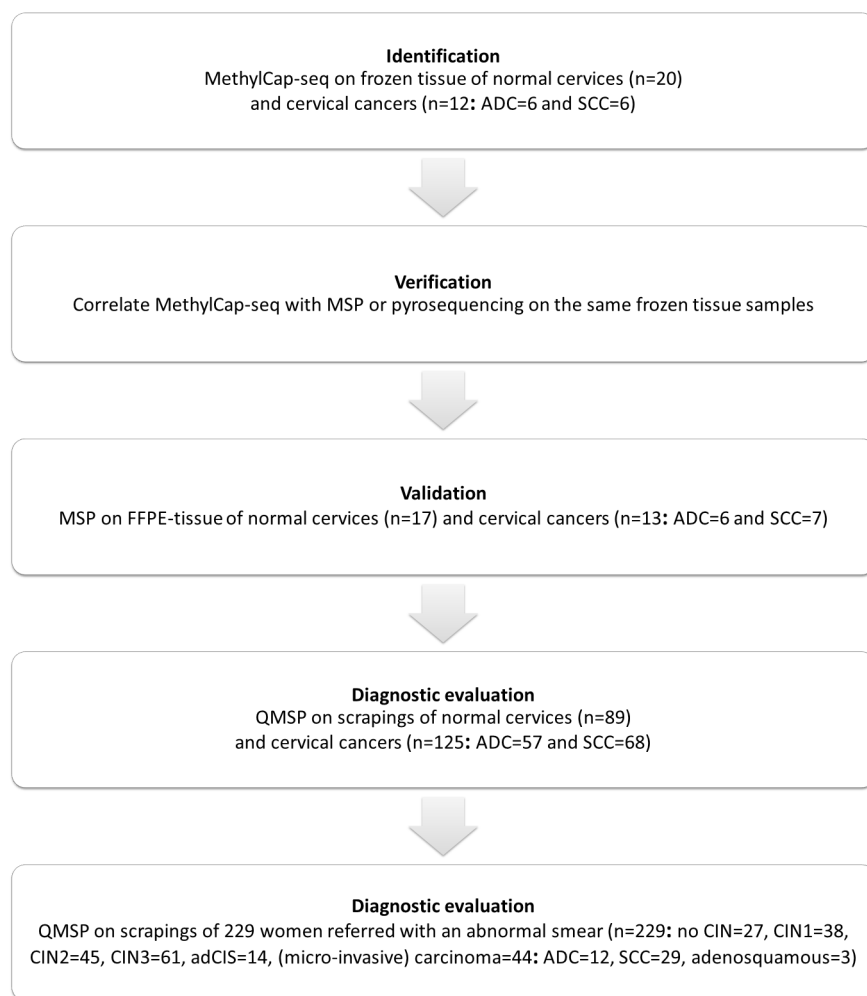 Identification
MethylCap-seq on frozen tissue of normal cervices (n=20)
and cervical cancers (n=12: ADC=6 and SCC=6)
Verification
Correlate MethylCap-seq with MSP or pyrosequencing on the same frozen tissue samples
Validation
MSP on FFPE-tissue of normal cervices (n=17) and cervical cancers (n=13: ADC=6 and SCC=7)
Diagnostic evaluation
QMSP on scrapings of normal cervices (n=89)
and cervical cancers (n=125: ADC=57 and SCC=68)
Diagnostic evaluation
QMSP on scrapings of 229 women referred with an abnormal smear (n=229: no CIN=27, CIN1=38,
CIN2=45, CIN3=61, adCIS=14, (micro-invasive) carcinoma=44: ADC=12, SCC=29, adenosquamous=3)